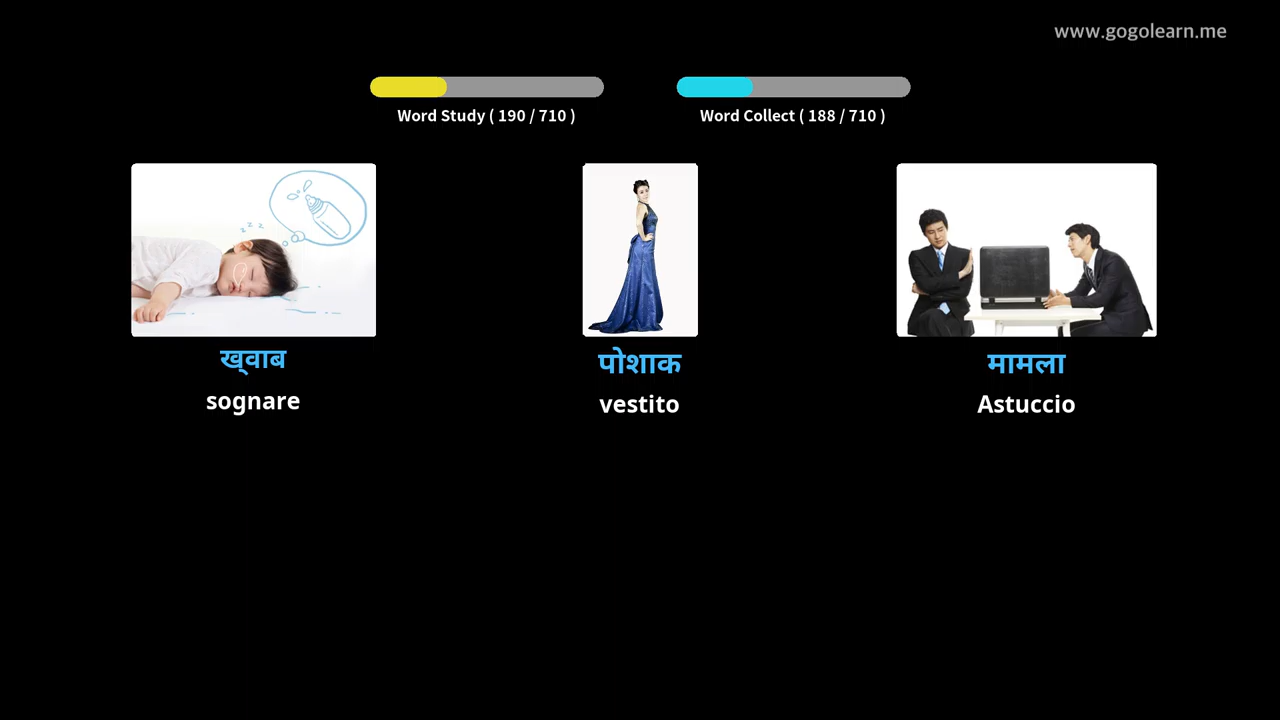 www.gogolearn.me
Word Study ( 190 / 710 )
Word Collect ( 188 / 710 )
ख्वाब
पोशाक
मामला
sognare
vestito
Astuccio